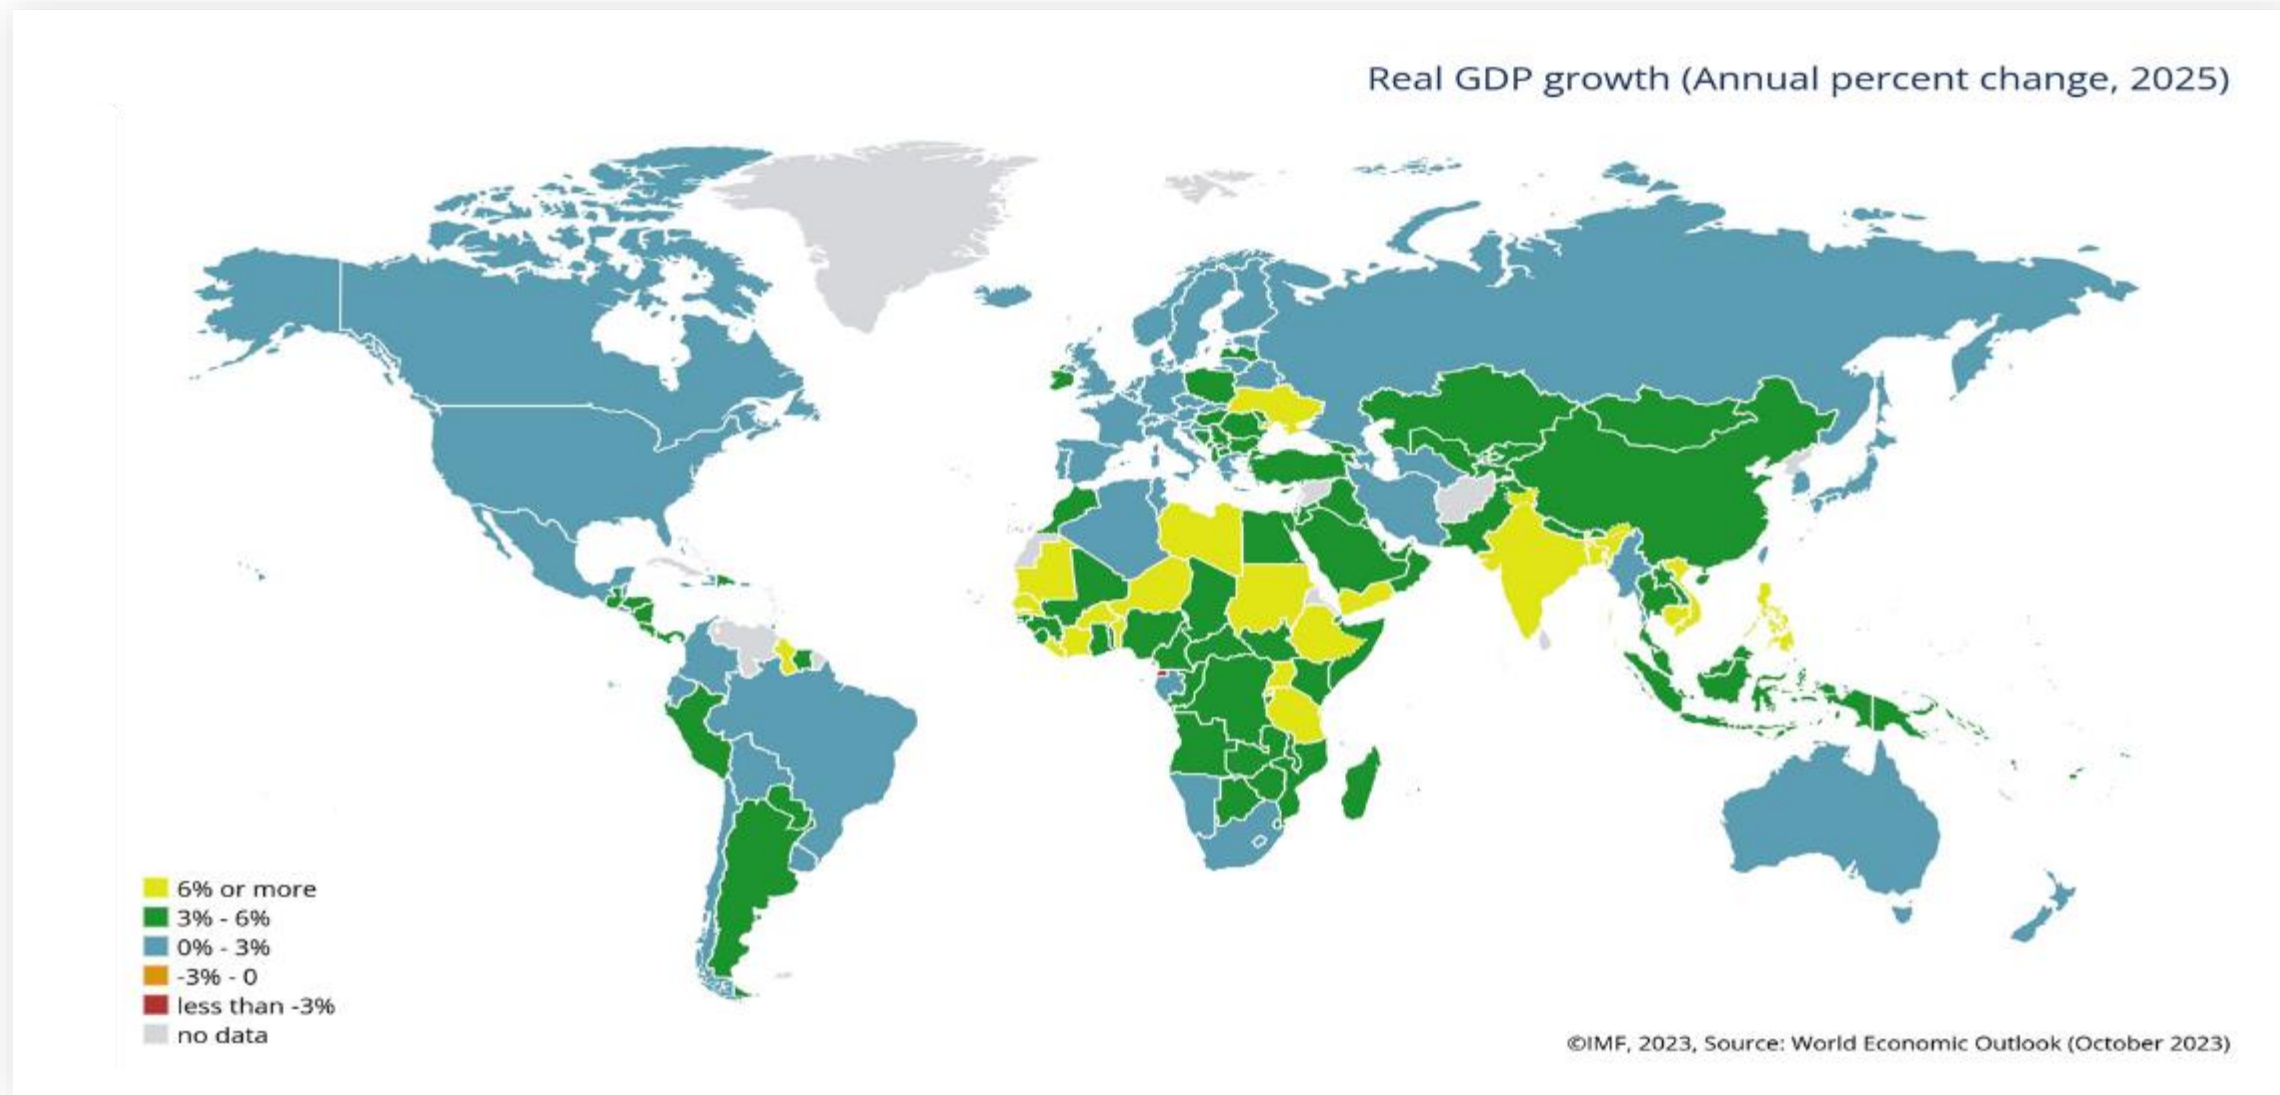 Real GDP growth (Annual percent change, 2025)
6% or more
3% - 6%
0% - 3%
-3% - 0
less than -3%
no data
©IMF, 2023, Source: World Economic Outlook (October 2023)